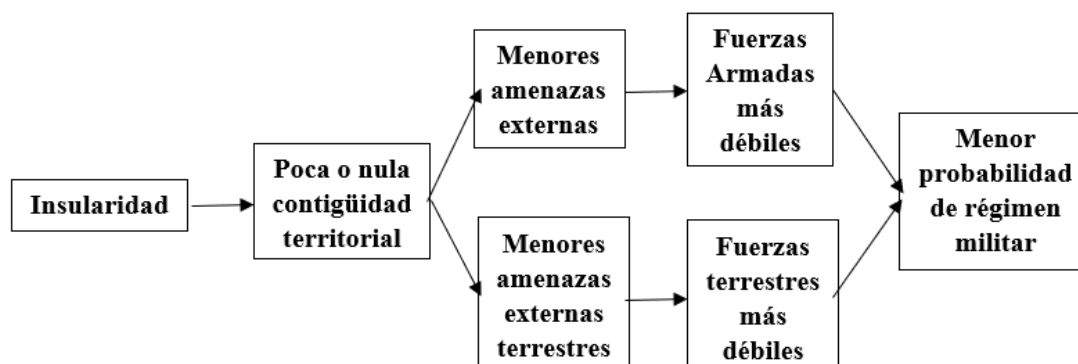 Insularidad
Poca o nula
contigüidad
territorial
Menores
amenazas
externas
Fuerzas
Armadas
más
débiles
Menores
amenazas
externas
terrestres
Fuerzas
terrestres
más
débiles
Menor
probabilidad
de régimen
militar